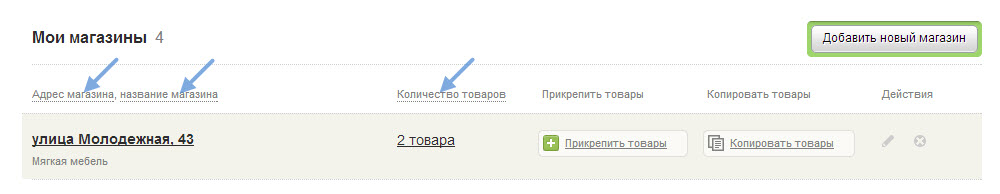 Мои магазины 4
Добавить новый магазин
Адрес магазина, название магазина Количество товаров Прикрепить товары Копировать товары Действия
улица Молодежная, 43 2 товара Прикрепить товары Копировать товары
Мягкая мебель